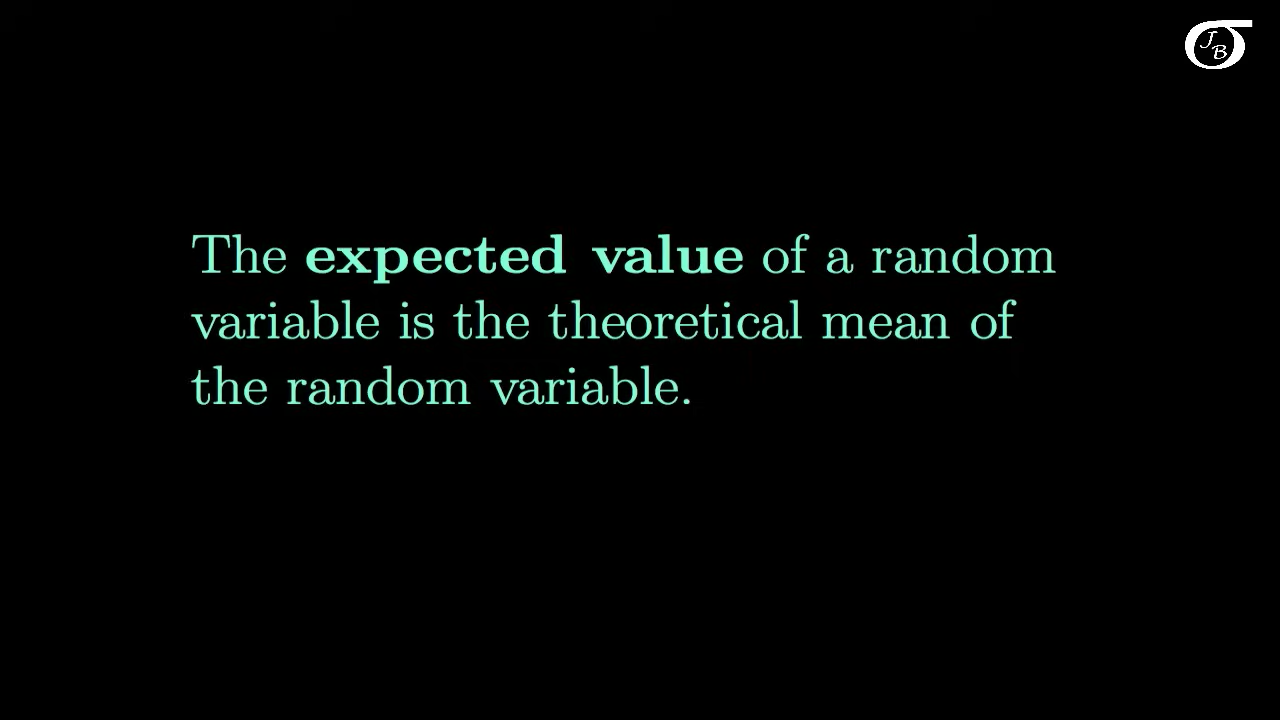 J
B
The expected value of a random
variable is the theoretical mean of
the random variable.